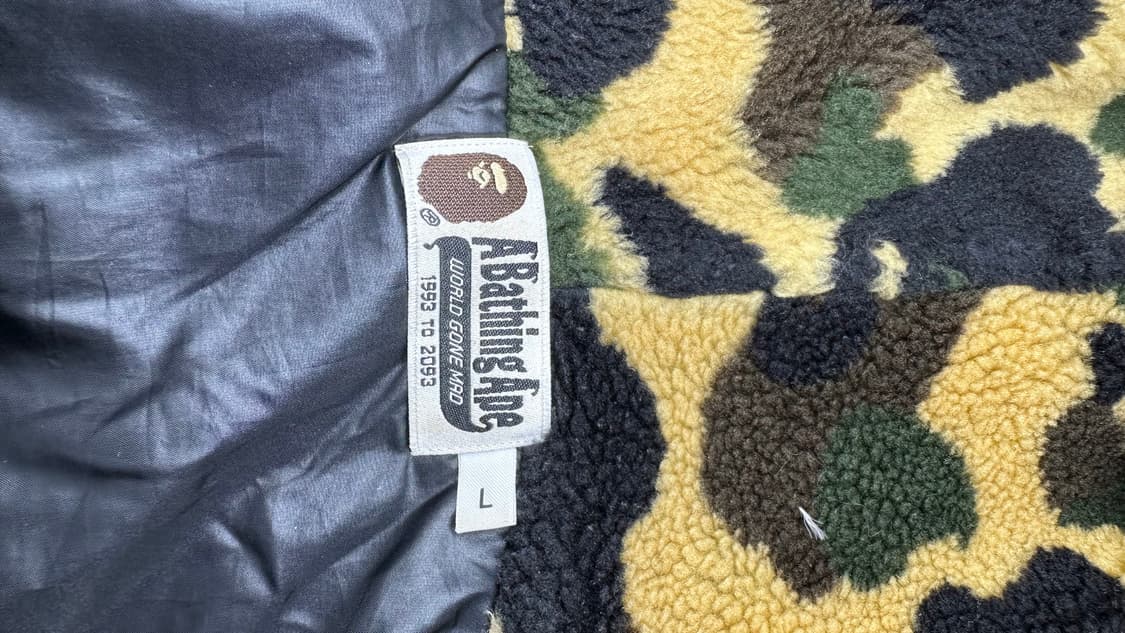 ®
A Bathing Ape
WORLD GONE MAD
1993 TO 2093
L